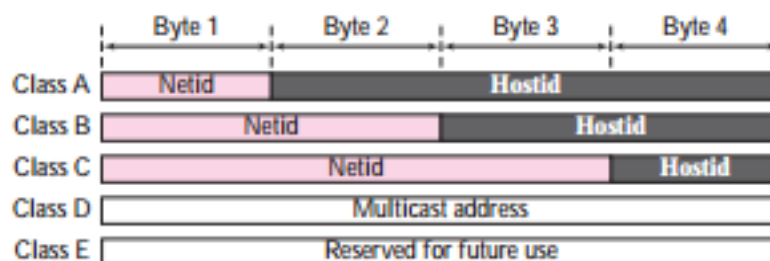 Byte 1 Byte 2 Byte 3 Byte 4
Class A Netid Hostid
Class B Netid Hostid
Class C Netid Hostid
Class D Multicast address
Class E Reserved for future use